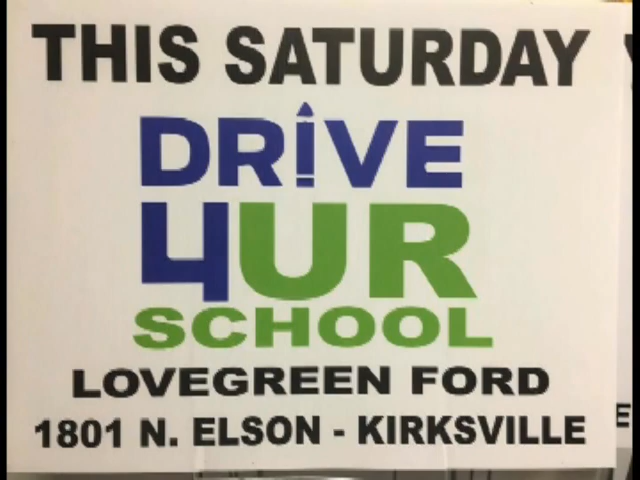 THIS SATURDAY
DRIVE
4UR
SCHOOL
LOVEGREEN FORD
1801 N. ELSON - KIRKSVILLE